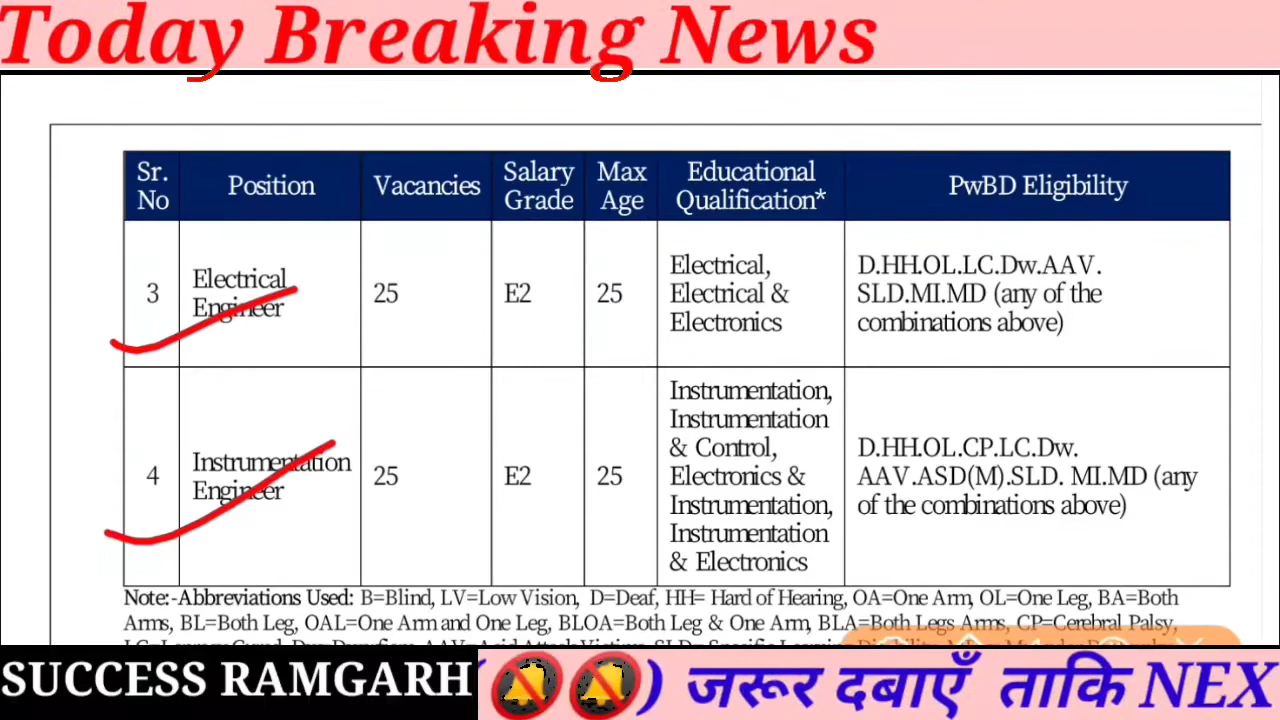 Today Breaking News
Sr. No Position Vacancies Salary Grade Max Age Educational Qualification* PwBD Eligibility
3 Electrical Engineer 25 E2 25 Electrical, Electrical & Electronics D.HH.OL.LC.Dw.AAV. SLD.MI.MD (any of the combinations above)
4 Instrumentation Engineer 25 E2 25 Instrumentation, Instrumentation & Control, Electronics & Instrumentation, Instrumentation & Electronics D.HH.OL.CP.LC.Dw. AAV.ASD(M).SLD. MI.MD (any of the combinations above)
Note:-Abbreviations Used: B=Blind, LV=Low Vision, D=Deaf, HH= Hard of Hearing, OA=One Arm, OL=One Leg, BA=Both
Arms, BL=Both Leg, OAL=One Arm and One Leg, BLOA=Both Leg & One Arm, BLA=Both Legs Arms, CP=Cerebral Palsy,
SUCCESS RAMGARH ) जरूर दबाएँ ताकि NEX